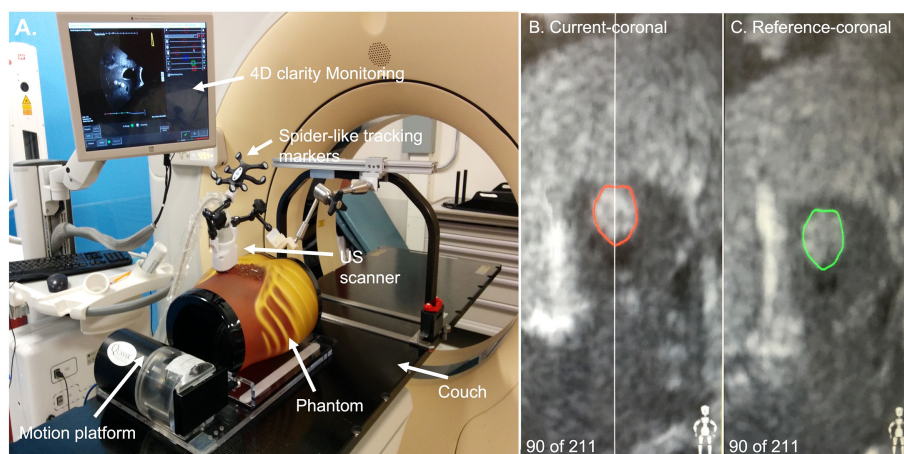 A.
4D clarity Monitoring
Spider-like tracking
markers
US
scanner
Phantom
Couch
Motion platform
B. Current-coronal
90 of 211
C. Reference-coronal
90 of 211